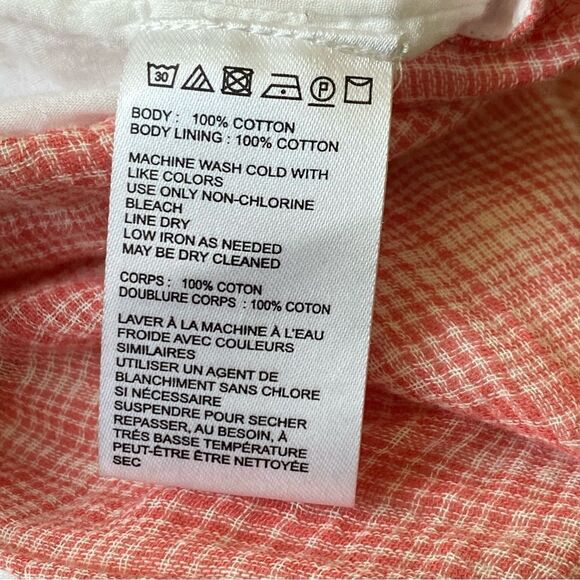 30
P
BODY : 100% COTTON
BODY LINING : 100% COTTON
MACHINE WASH COLD WITH
LIKE COLORS
USE ONLY NON-CHLORINE
BLEACH
LINE DRY
LOW IRON AS NEEDED
MAY BE DRY CLEANED
CORPS : 100% COTON
DOUBLURE CORPS : 100% COTON
LAVER À LA MACHINE À L'EAU
FROIDE AVEC COULEURS
SIMILAIRES
UTILISER UN AGENT DE
BLANCHIMENT SANS CHLORE
SI NÉCESSAIRE
SUSPENDRE POUR SECHER
REPASSER, AU BESOIN, À
TRÉS BASSE TEMPÉRATURE
PEUT-ÊTRE ÊTRE NETTOYÉE
SEC